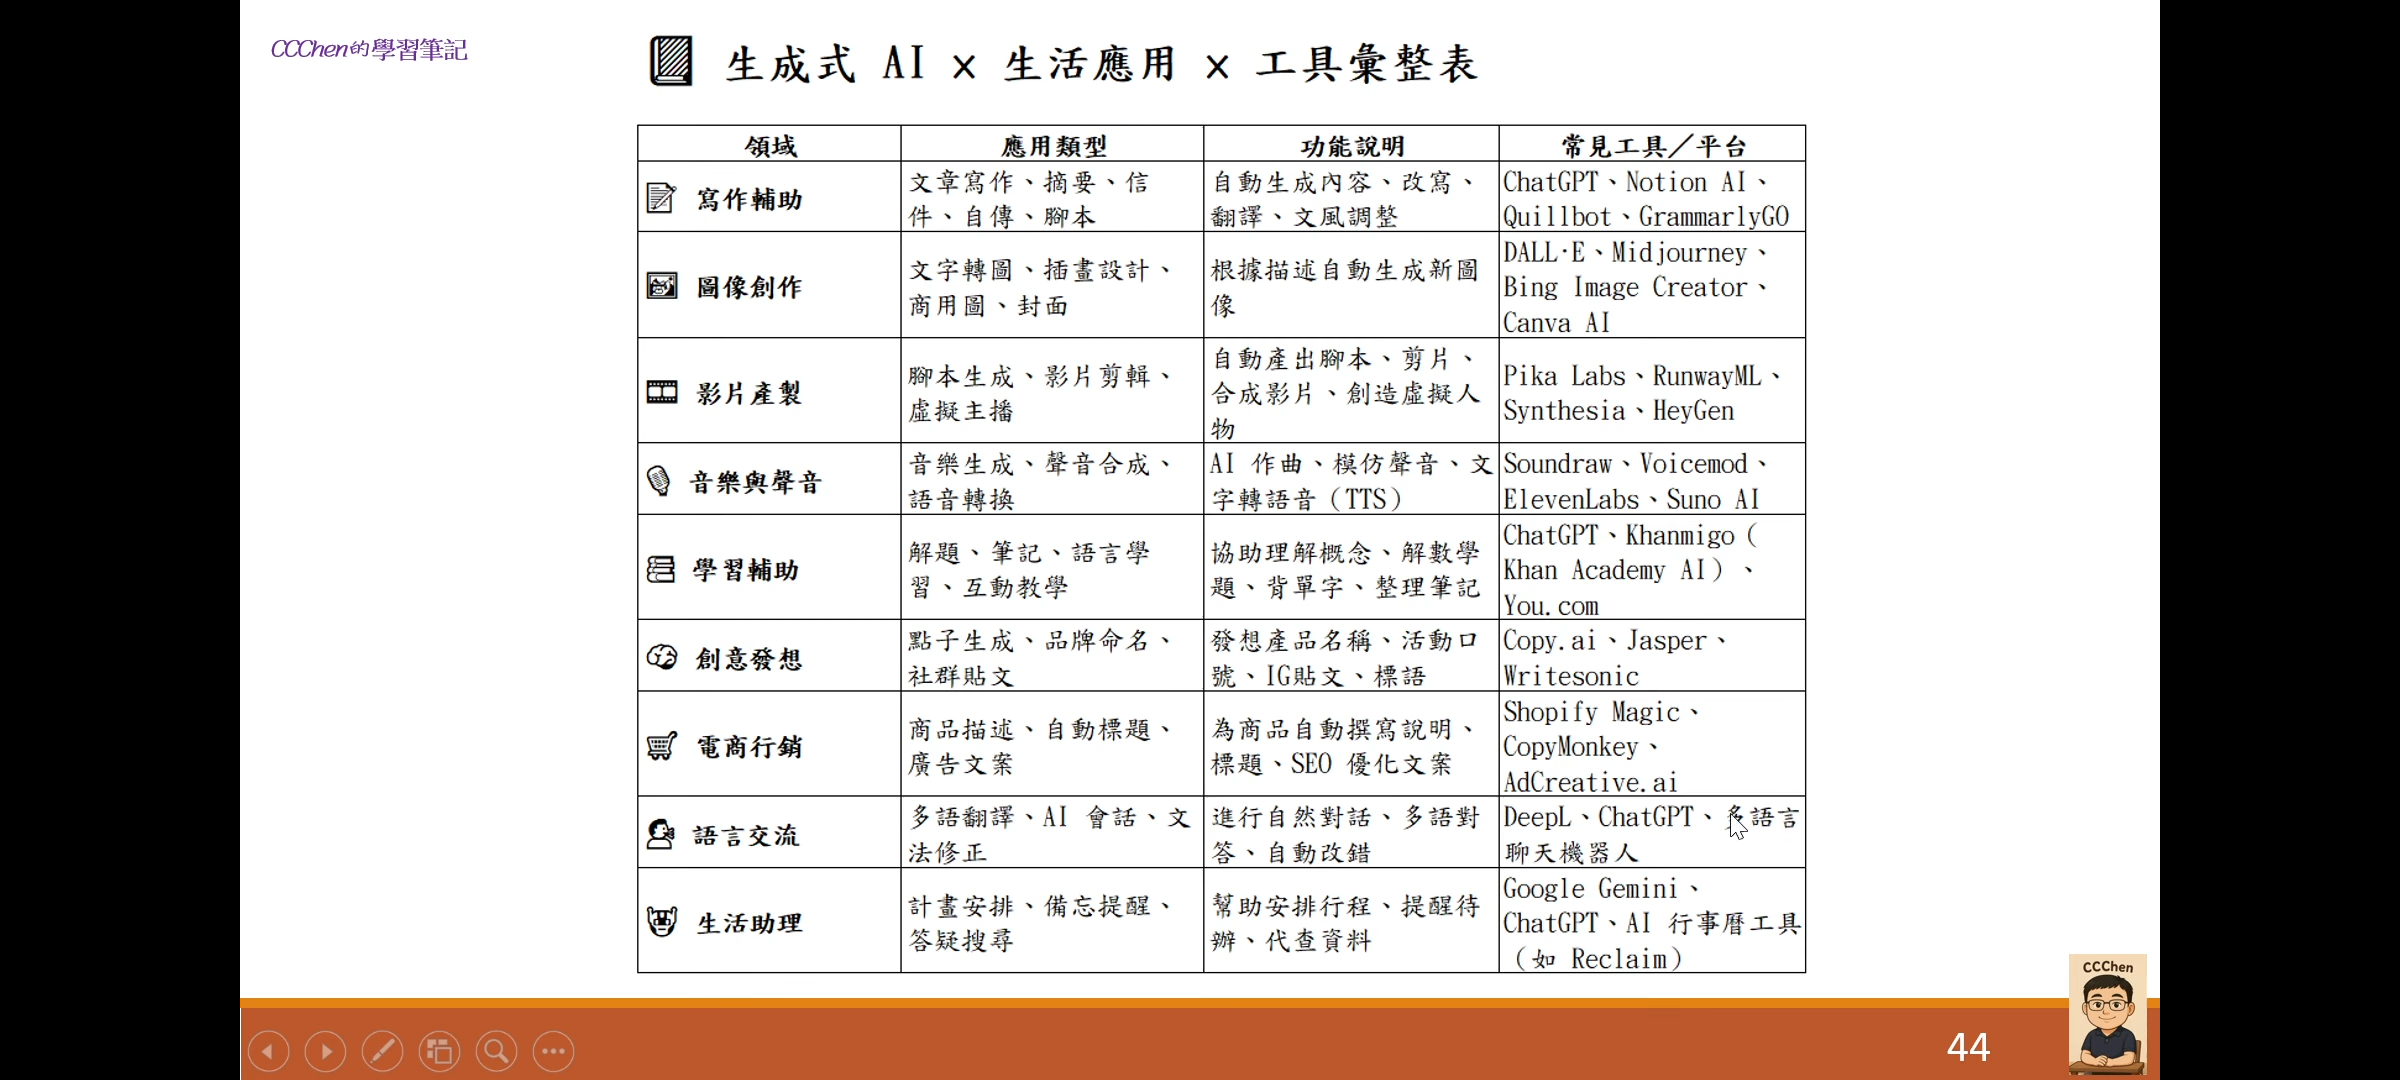 CCChen的學習筆記
生成式 AI × 生活應用 × 工具彙整表
領域
應用類型
功能說明
常見工具／平台
寫作輔助
文章寫作、摘要、信
件、自傳、腳本
自動生成內容、改寫、
翻譯、文風調整
ChatGPT、Notion AI、
Quillbot、GrammarlyGO
圖像創作
文字轉圖、插畫設計、
商用圖、封面
根據描述自動生成新圖
像
DALL·E、Midjourney、
Bing Image Creator、
Canva AI
影片產製
腳本生成、影片剪輯、
虛擬主播
自動產出腳本、剪片、
合成影片、創造虛擬人
物
Pika Labs、RunwayML、
Synthesia、HeyGen
音樂與聲音
音樂生成、聲音合成、
語音轉換
AI 作曲、模仿聲音、文
字轉語音（TTS）
Soundraw、Voicemod、
ElevenLabs、Suno AI
學習輔助
解題、筆記、語言學
習、互動教學
協助理解概念、解數學
題、背單字、整理筆記
ChatGPT、Khanmigo（
Khan Academy AI）、
You.com
創意發想
點子生成、品牌命名、
社群貼文
發想產品名稱、活動口
號、IG貼文、標語
Copy.ai、Jasper、
Writesonic
電商行銷
商品描述、自動標題、
廣告文案
為商品自動撰寫說明、
標題、SEO 優化文案
Shopify Magic、
CopyMonkey、
AdCreative.ai
語言交流
多語翻譯、AI 會話、文
法修正
進行自然對話、多語對
答、自動改錯
DeepL、ChatGPT、多語言
聊天機器人
生活助理
計畫安排、備忘提醒、
答疑搜尋
幫助安排行程、提醒待
辦、代查資料
Google Gemini、
ChatGPT、AI 行事曆工具
（如 Reclaim）
CCChen
44